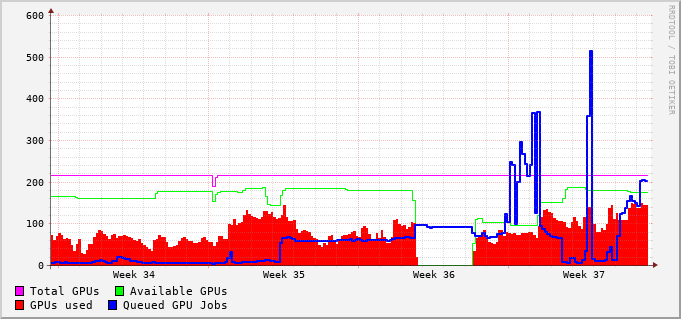 600
500
400
300
200
100
0
Week 34 Week 35 Week 36 Week 37
Total GPUs Available GPUs
GPUs used Queued GPU Jobs
RRDTOOL / TOBI OETIKER